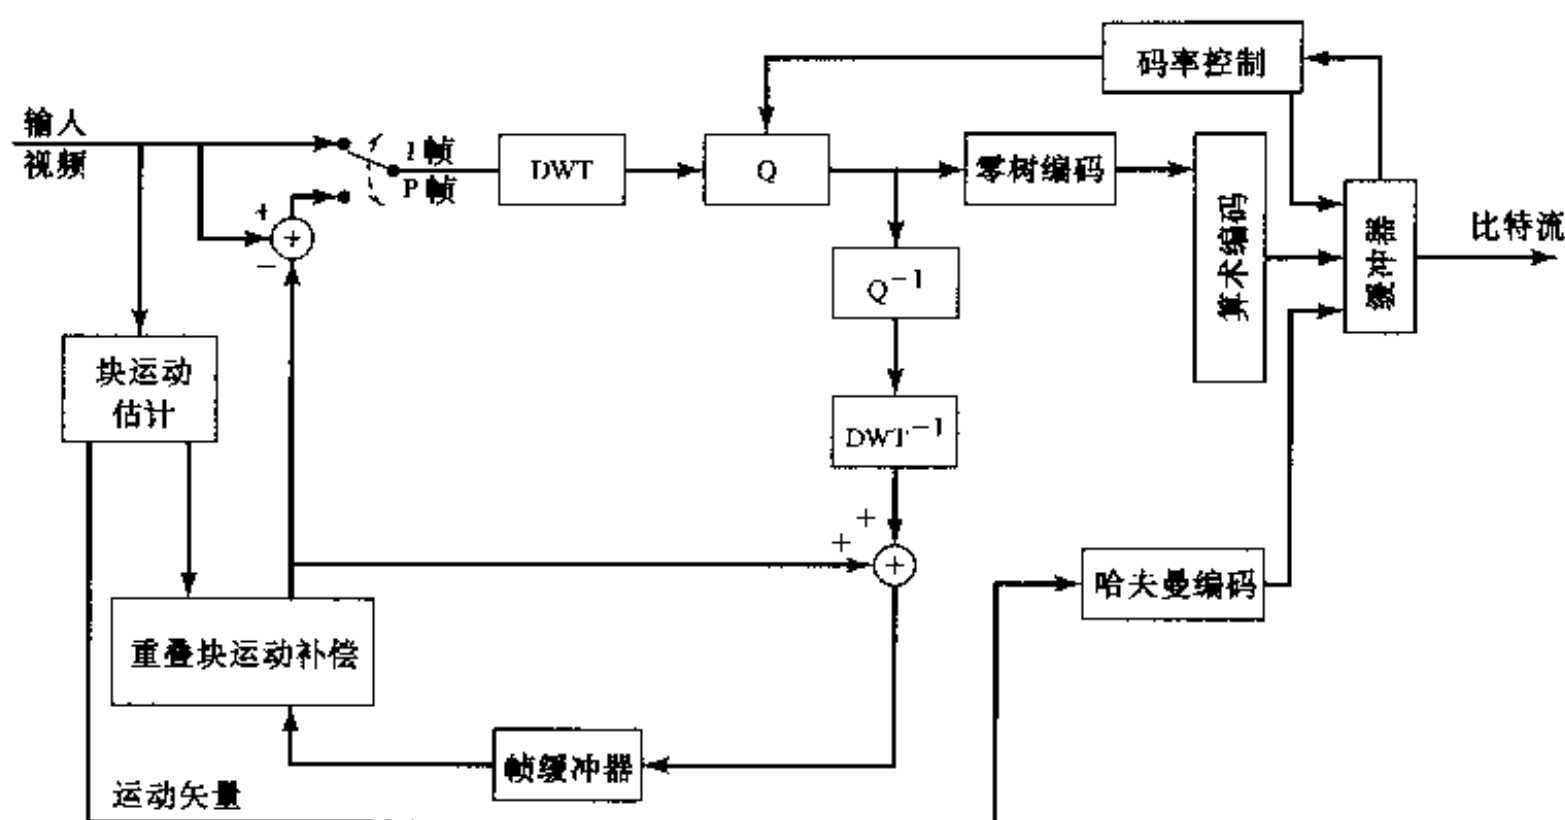 码率控制
输入
视频
I帧
P帧
DWT
Q
零树编码
算术编码
缓冲器
比特流
+
+
−
Q⁻¹
块运动
估计
DWT⁻¹
+
+
+
哈夫曼编码
重叠块运动补偿
帧缓冲器
运动矢量